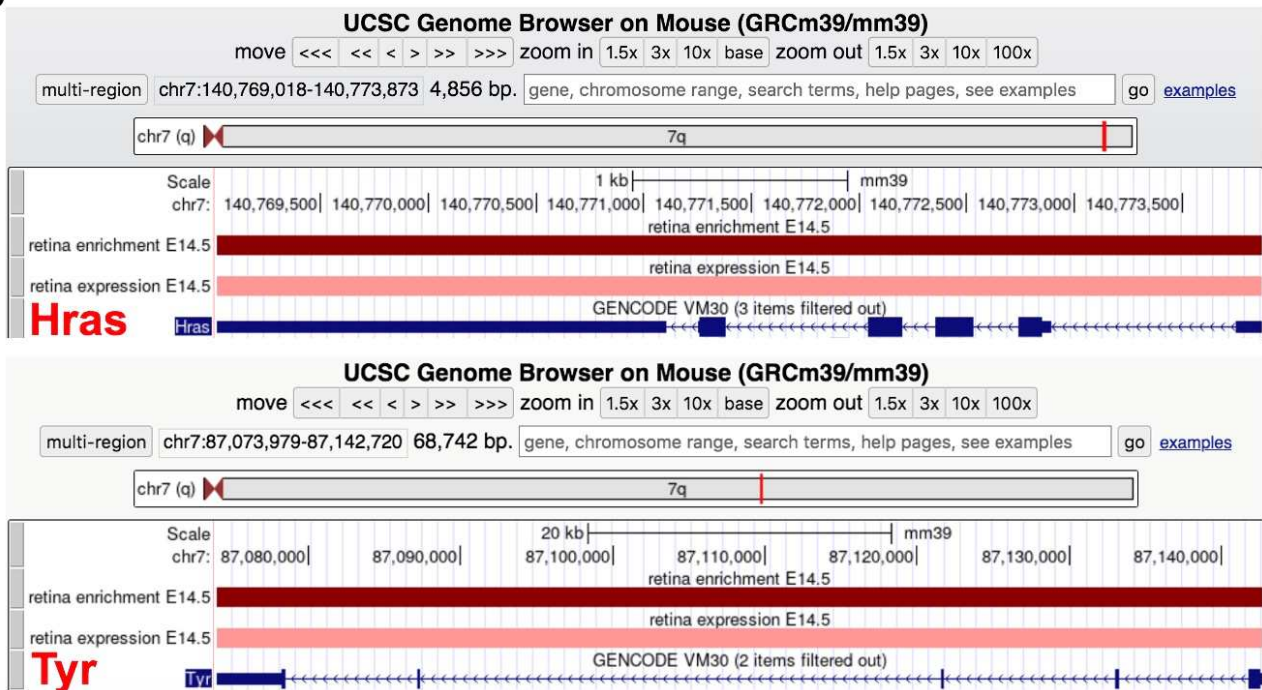 UCSC Genome Browser on Mouse (GRCm39/mm39)
move <<< << < > >> >>> zoom in 1.5x 3x 10x base zoom out 1.5x 3x 10x 100x
multi-region chr7:140,769,018-140,773,873 4,856 bp. gene, chromosome range, search terms, help pages, see examples go examples
chr7 (q) 7q
Scale 1 kb mm39
chr7: 140,769,500| 140,770,000| 140,770,500| 140,771,000| 140,771,500| 140,772,000| 140,772,500| 140,773,000| 140,773,500|
retina enrichment E14.5
retina enrichment E14.5
retina expression E14.5
retina expression E14.5
GENCODE VM30 (3 items filtered out)
Hras Hras
UCSC Genome Browser on Mouse (GRCm39/mm39)
move <<< << < > >> >>> zoom in 1.5x 3x 10x base zoom out 1.5x 3x 10x 100x
multi-region chr7:87,073,979-87,142,720 68,742 bp. gene, chromosome range, search terms, help pages, see examples go examples
chr7 (q) 7q
Scale 20 kb mm39
chr7: 87,080,000| 87,090,000| 87,100,000| 87,110,000| 87,120,000| 87,130,000| 87,140,000|
retina enrichment E14.5
retina enrichment E14.5
retina expression E14.5
retina expression E14.5
GENCODE VM30 (2 items filtered out)
Tyr Tyr